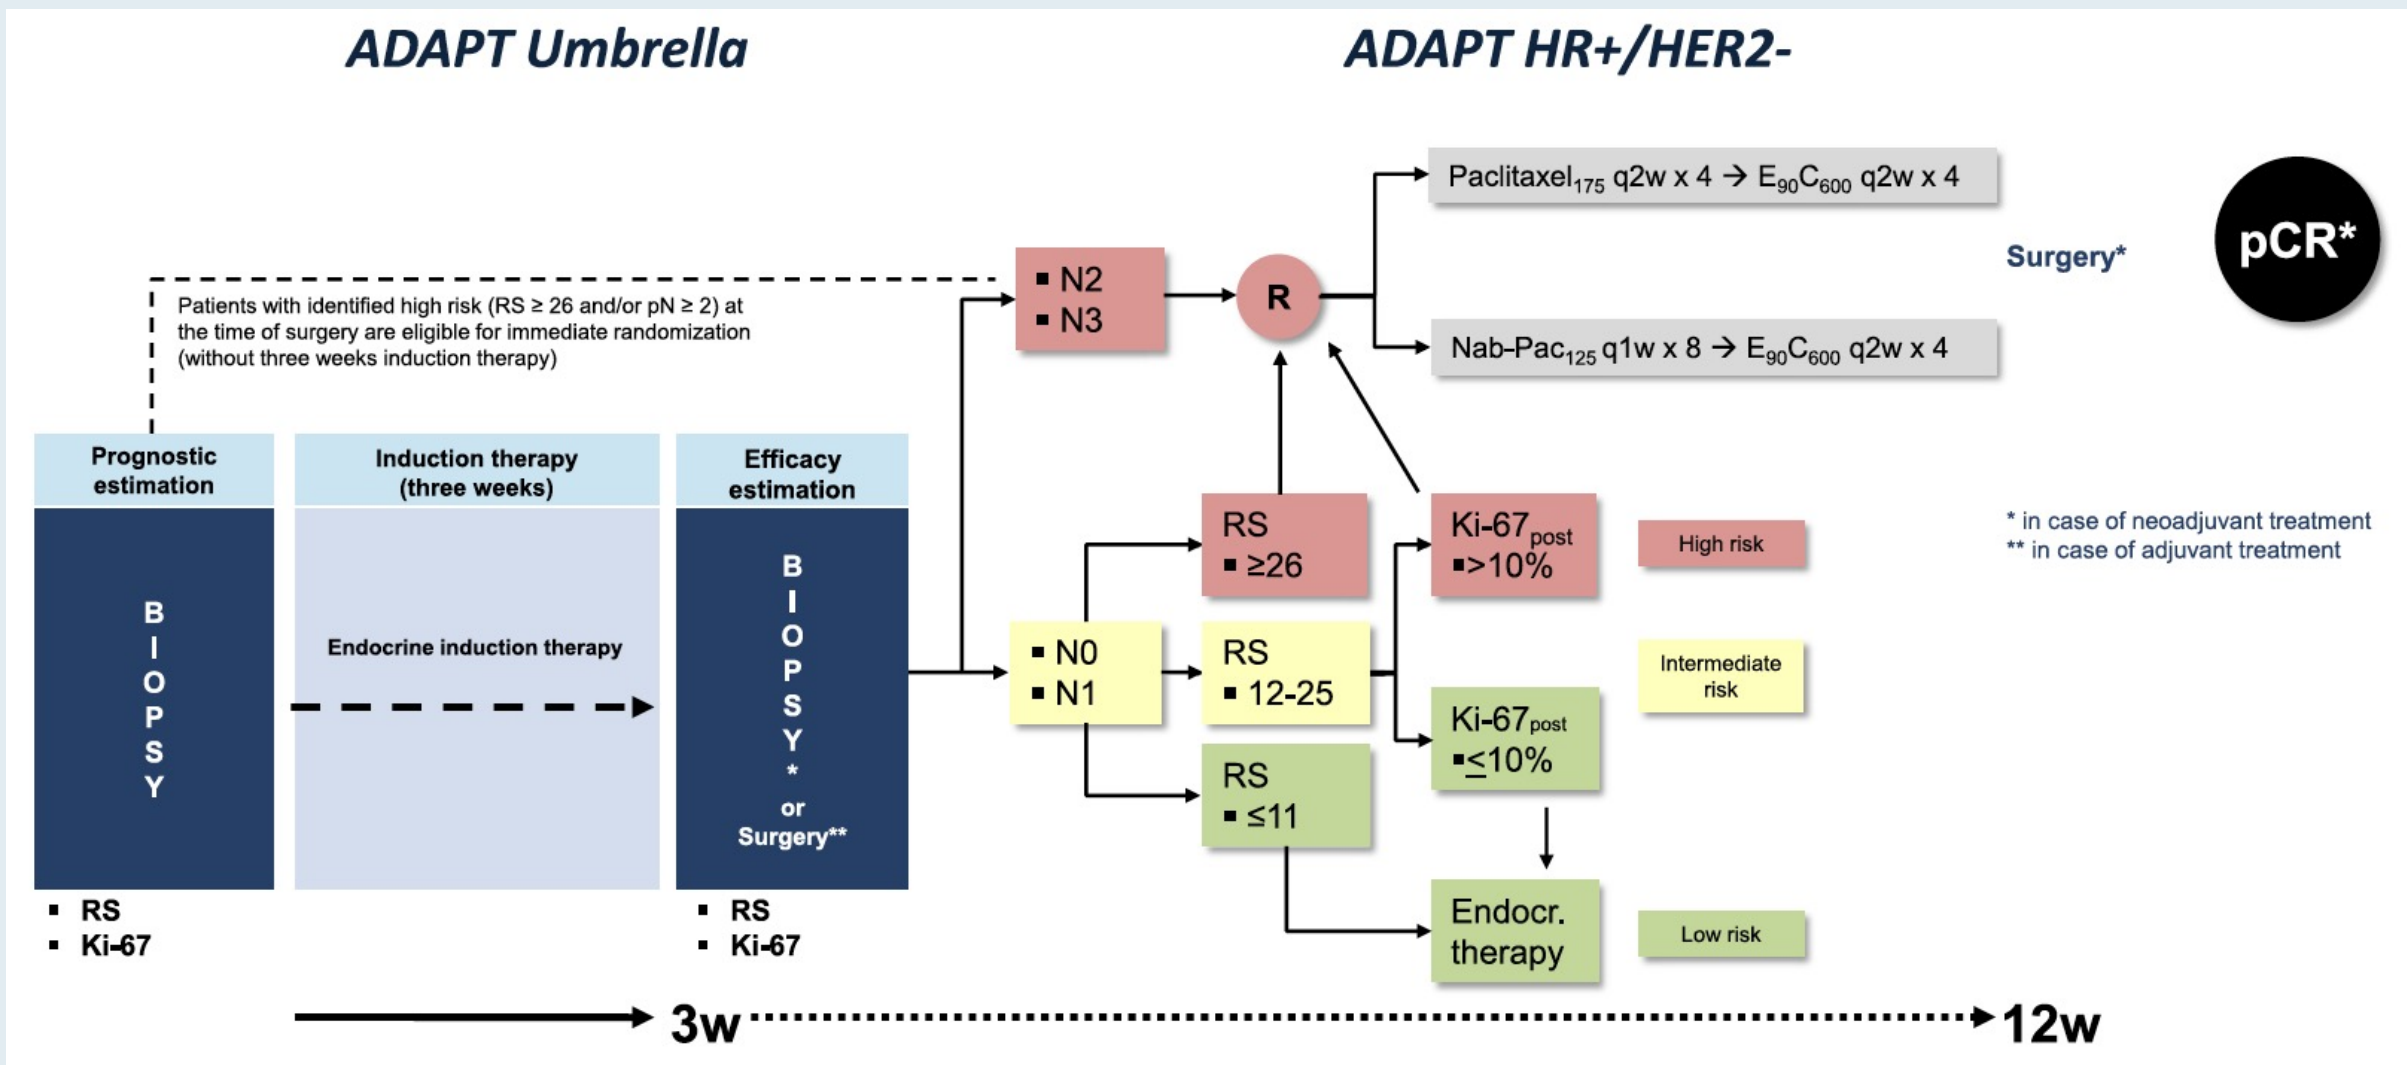 ADAPT Umbrella
ADAPT HR+/HER2-
Patients with identified high risk (RS ≥ 26 and/or pN ≥ 2) at
the time of surgery are eligible for immediate randomization
(without three weeks induction therapy)
Prognostic
estimation
B
I
O
P
S
Y
▪ RS
▪ Ki-67
Induction therapy
(three weeks)
Endocrine induction therapy
Efficacy
estimation
B
I
O
P
S
Y
*
or
Surgery**
▪ RS
▪ Ki-67
▪ N2
▪ N3
R
Paclitaxel175 q2w x 4 → E90C600 q2w x 4
Nab-Pac125 q1w x 8 → E90C600 q2w x 4
Surgery*
pCR*
▪ N0
▪ N1
RS
▪ ≥26
RS
▪ 12-25
RS
▪ ≤11
Ki-67post
▪>10%
Ki-67post
▪≤10%
Endocr.
therapy
High risk
Intermediate
risk
Low risk
* in case of neoadjuvant treatment
** in case of adjuvant treatment
3w
12w